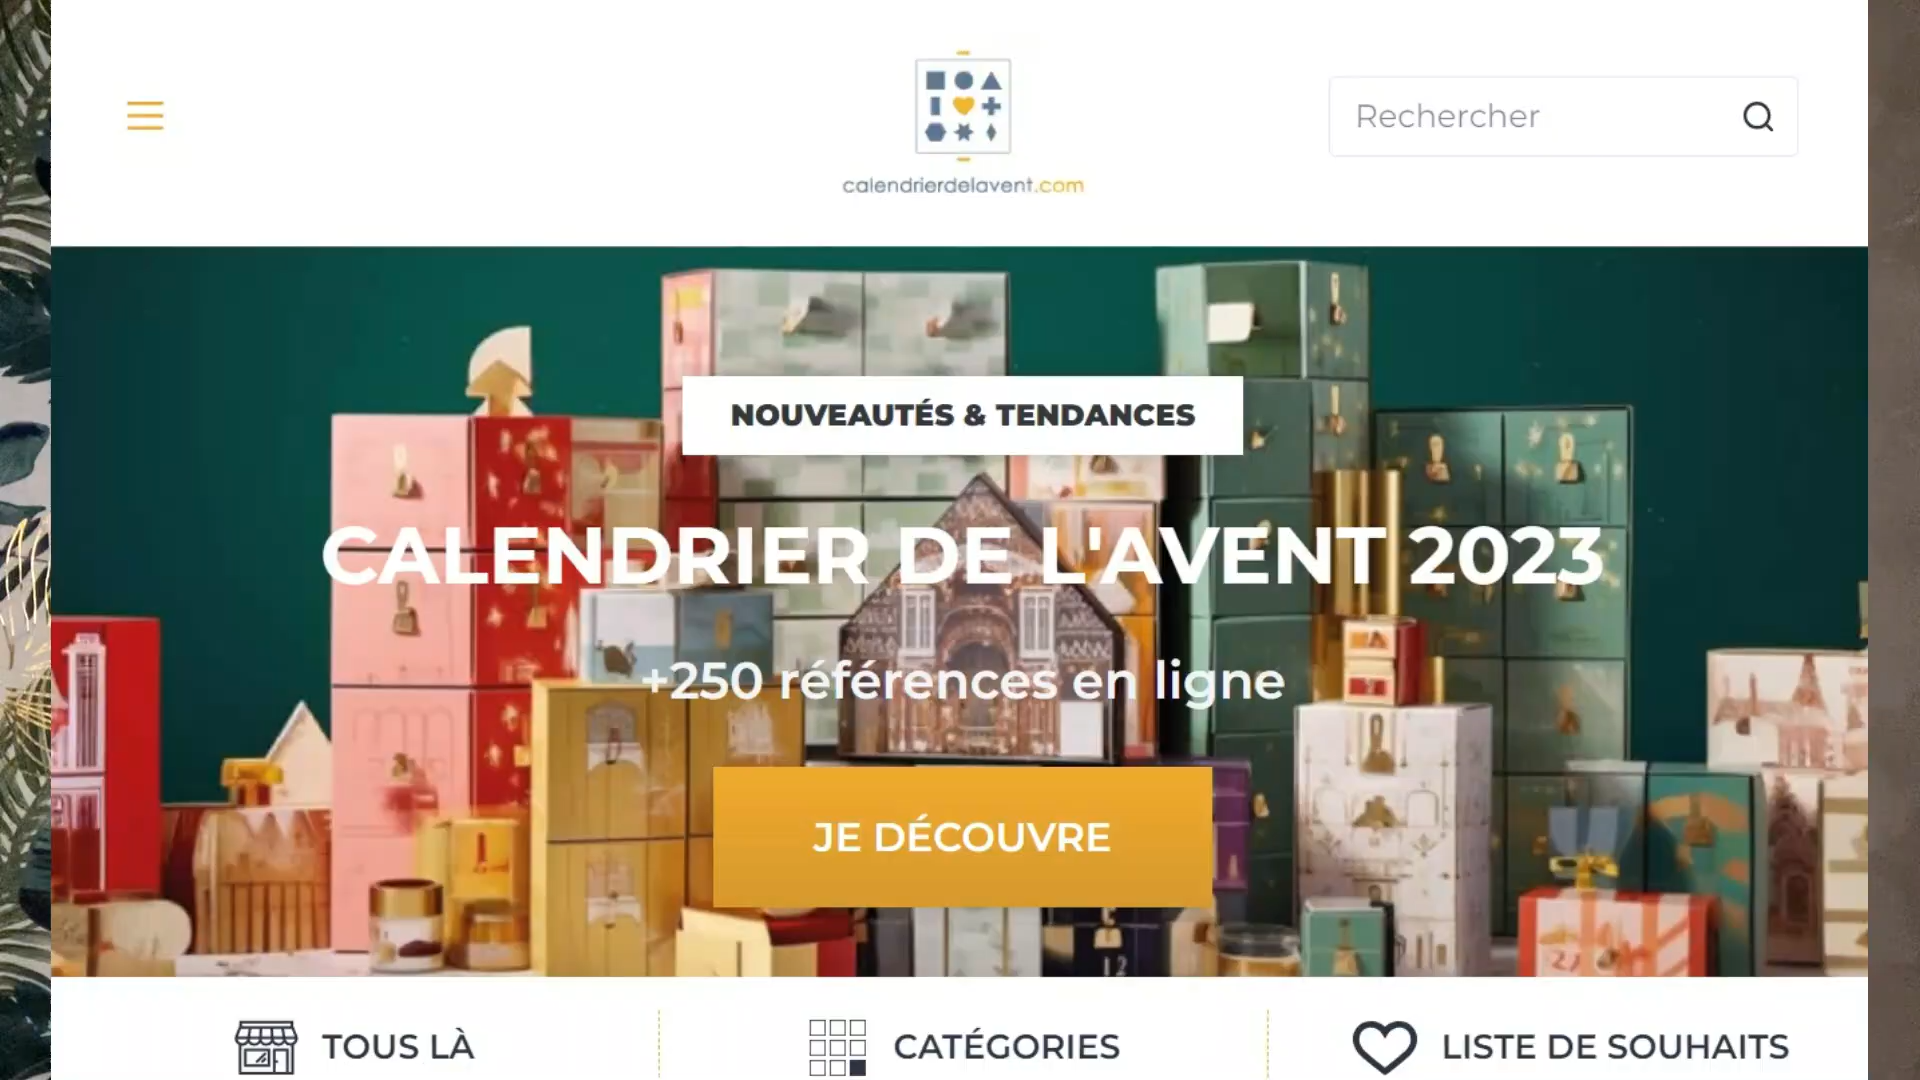 Rechercher
calendrierdelavent.com
NOUVEAUTÉS & TENDANCES
CALENDRIER DE L'AVENT 2023
+250 références en ligne
JE DÉCOUVRE
TOUS LÀ
CATÉGORIES
LISTE DE SOUHAITS